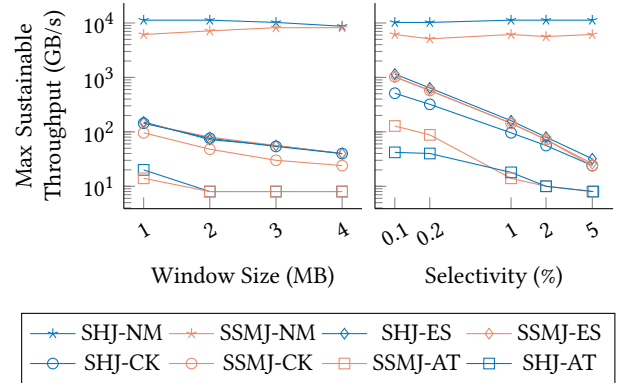 Max Sustainable
Throughput (GB/s)
10^4
10^3
10^2
10^1
1 2 3 4
Window Size (MB)
0.1 0.2 1 2 5
Selectivity (%)
SHJ-NM SSMJ-NM SHJ-ES SSMJ-ES
SHJ-CK SSMJ-CK SSMJ-AT SHJ-AT